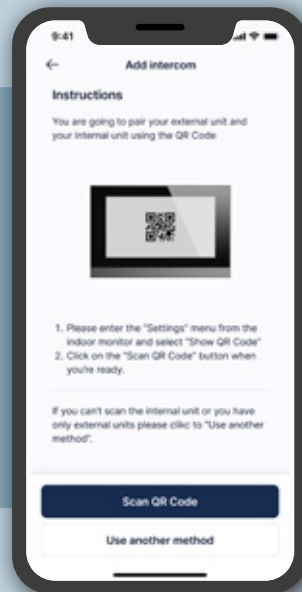 9:41
Add intercom
Instructions
You are going to pair your external unit and
your internal unit using the QR Code
1. Please enter the "Settings" menu from the
indoor monitor and select "Show QR Code"
2. Click on the "Scan QR Code" button when
you're ready.
If you can't scan the internal unit or you have
only external units please clikc to "Use another
method".
Scan QR Code
Use another method